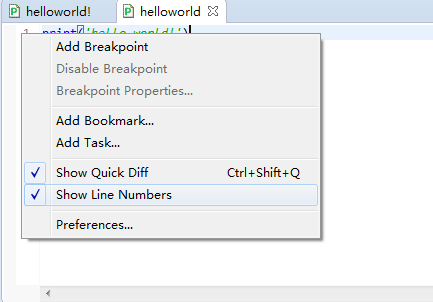 helloworld! helloworld
1 print('hello world!')
Add Breakpoint
Disable Breakpoint
Breakpoint Properties...
Add Bookmark...
Add Task...
Show Quick Diff Ctrl+Shift+Q
Show Line Numbers
Preferences...